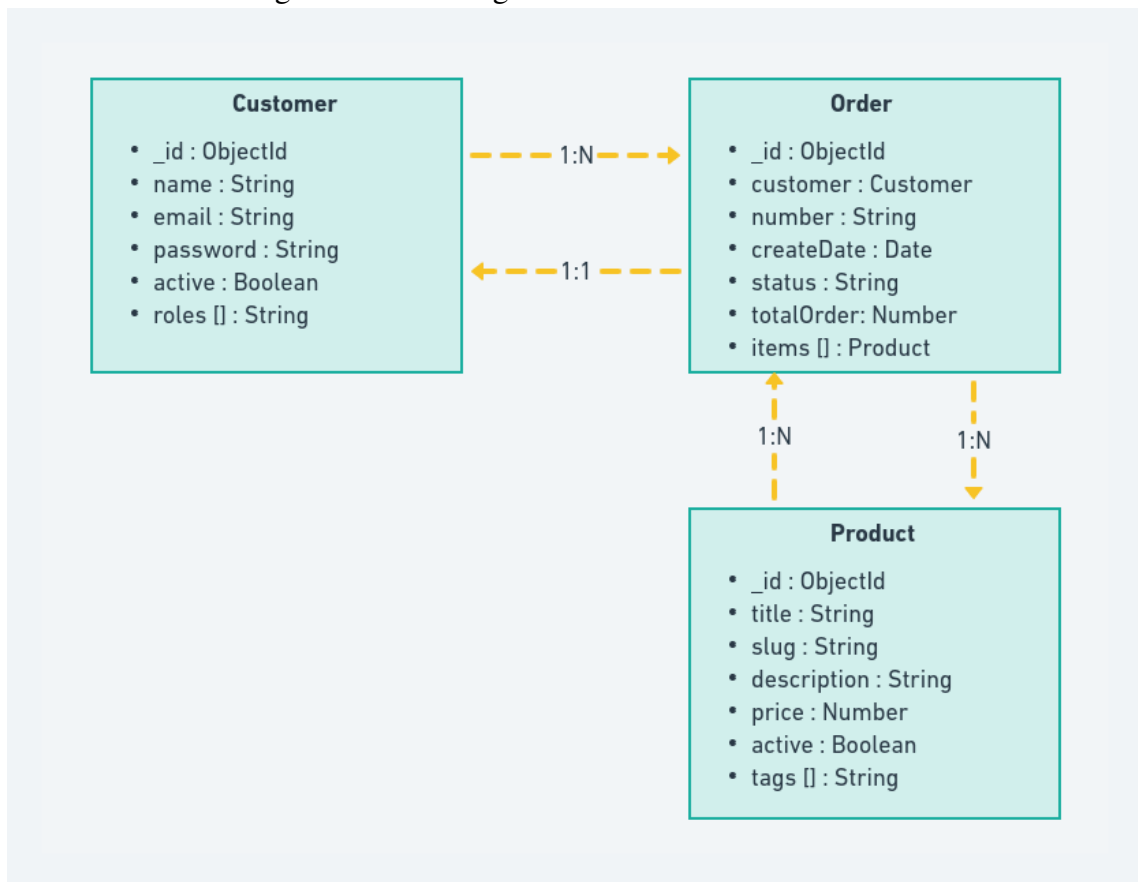 Customer
• _id : ObjectId
• name : String
• email : String
• password : String
• active : Boolean
• roles [] : String
1:N
1:1
Order
• _id : ObjectId
• customer : Customer
• number : String
• createDate : Date
• status : String
• totalOrder: Number
• items [] : Product
1:N
1:N
Product
• _id : ObjectId
• title : String
• slug : String
• description : String
• price : Number
• active : Boolean
• tags [] : String